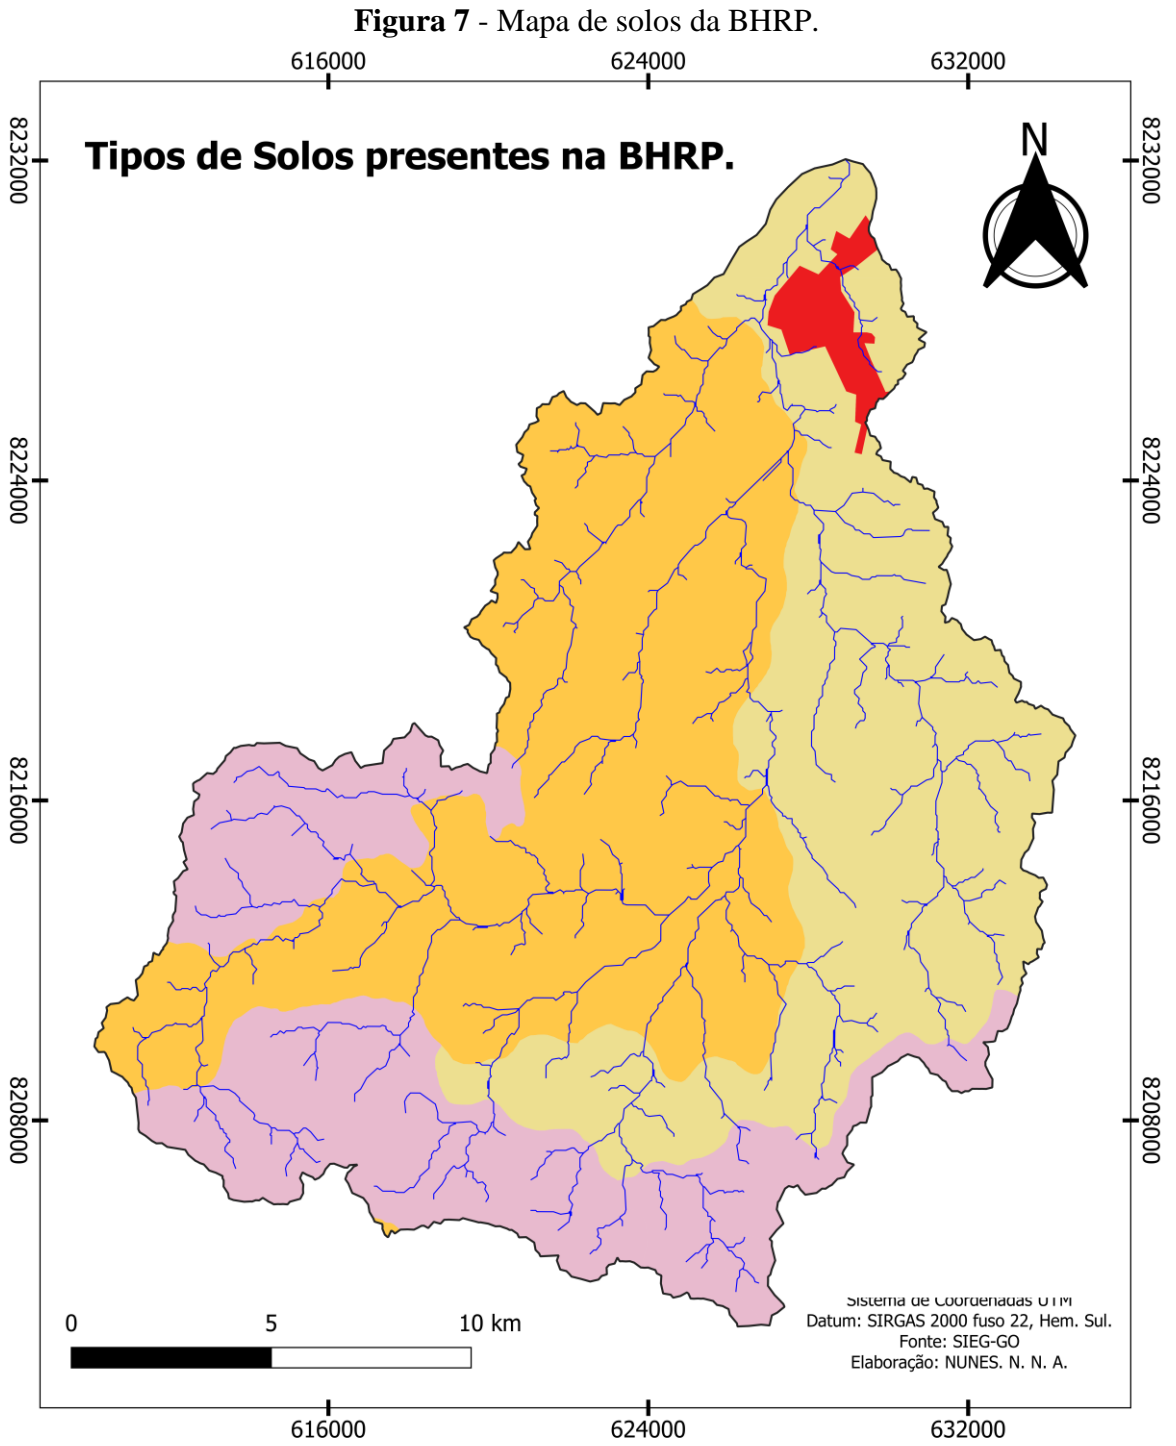 Figura 7 - Mapa de solos da BHRP.
616000 624000 632000
Tipos de Solos presentes na BHRP.
N
8232000 8232000
8224000 8224000
8216000 8216000
8208000 8208000
0 5 10 km
Sistema de Coordenadas UTM
Datum: SIRGAS 2000 fuso 22, Hem. Sul.
Fonte: SIEG-GO
Elaboração: NUNES. N. N. A.
616000 624000 632000